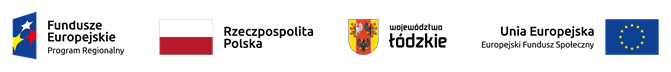 Fundusze
Europejskie
Program Regionalny
Rzeczpospolita
Polska
województwo
łódzkie
Unia Europejska
Europejski Fundusz Społeczny